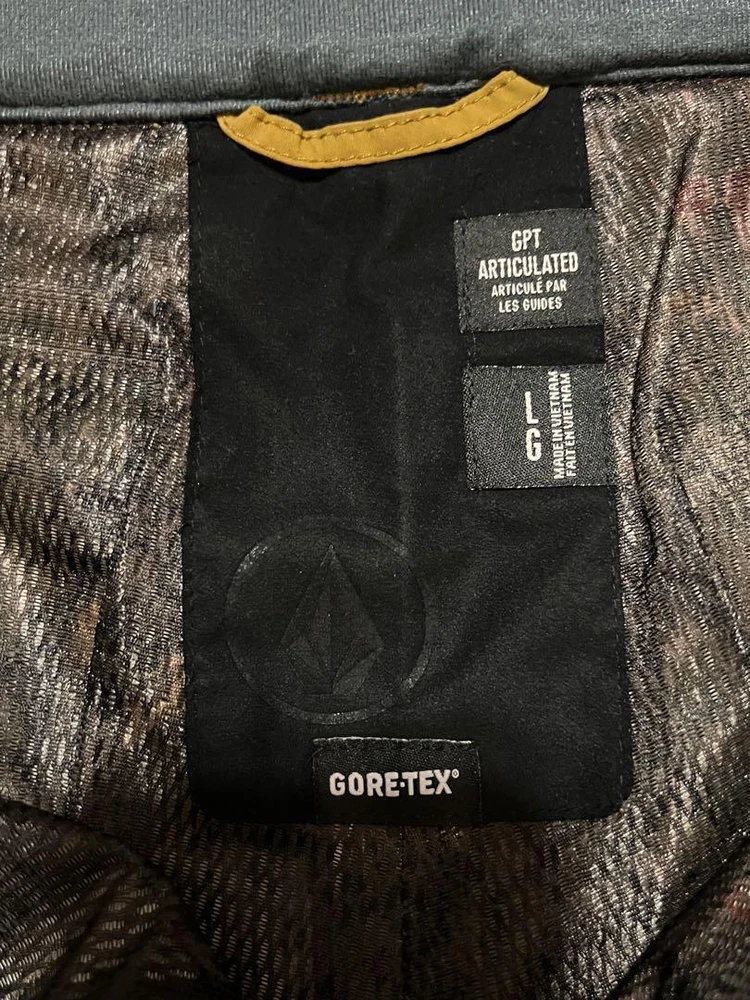 GPT
ARTICULATED
ARTICULÉ PAR
LES GUIDES
L
G
MADE IN VIETNAM
FAIT EN VIETNAM
GORE-TEX®